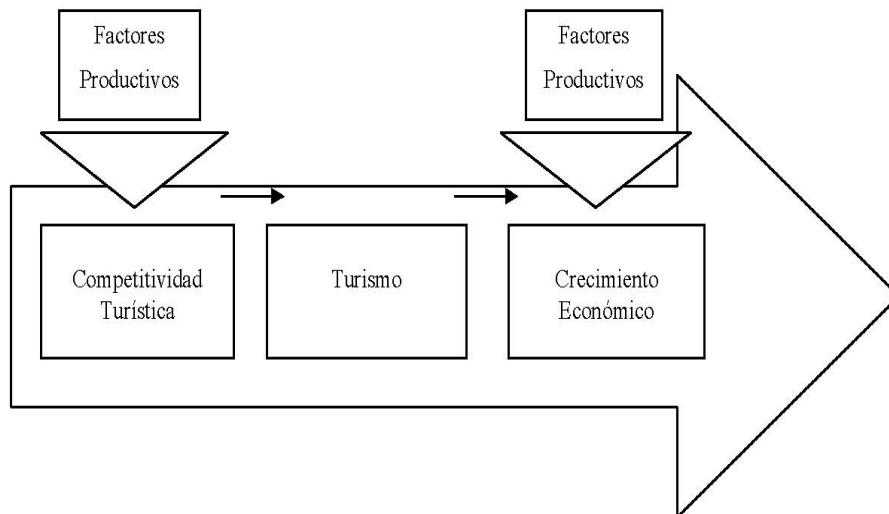 Factores
Productivos
Factores
Productivos
Competitividad
Turística
Turismo
Crecimiento
Económico